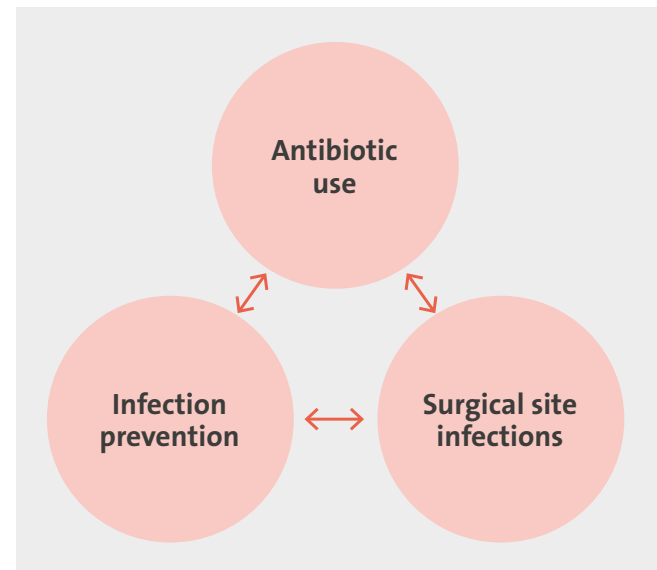 Antibiotic
use
Infection
prevention
Surgical site
infections